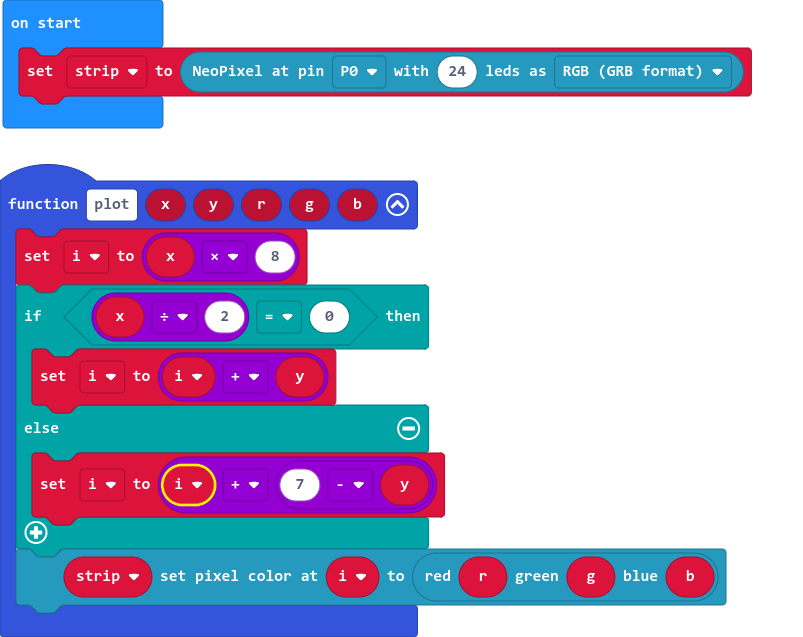 on start
set strip to NeoPixel at pin P0 with 24 leds as RGB (GRB format)
function plot x y r g b
set i to x × 8
if x ÷ 2 = 0 then
set i to i + y
else
set i to i + 7 - y
strip set pixel color at i to red r green g blue b